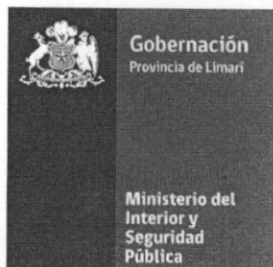 Gobernación
Provincia de Limarí
Ministerio del
Interior y
Seguridad
Pública